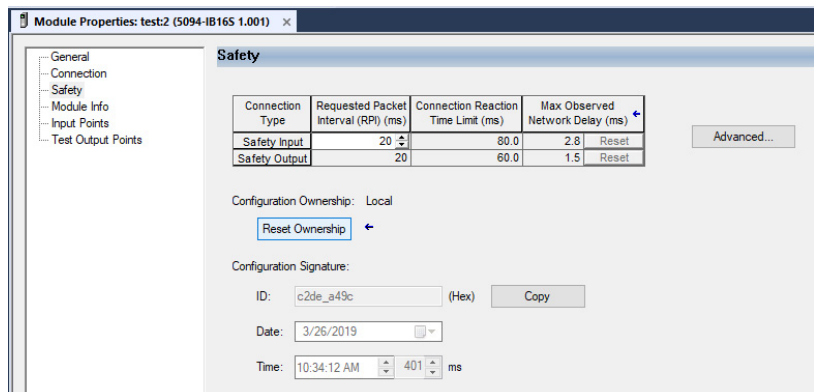 Module Properties: test:2 (5094-IB16S 1.001) ×
General
Connection
Safety
Module Info
Input Points
Test Output Points
Safety
Connection Type Requested Packet Interval (RPI) (ms) Connection Reaction Time Limit (ms) Max Observed Network Delay (ms)
Safety Input 20 80.0 2.8 Reset
Safety Output 20 60.0 1.5 Reset
Advanced...
Configuration Ownership: Local
Reset Ownership
Configuration Signature:
ID: c2de_a49c (Hex) Copy
Date: 3/26/2019
Time: 10:34:12 AM 401 ms